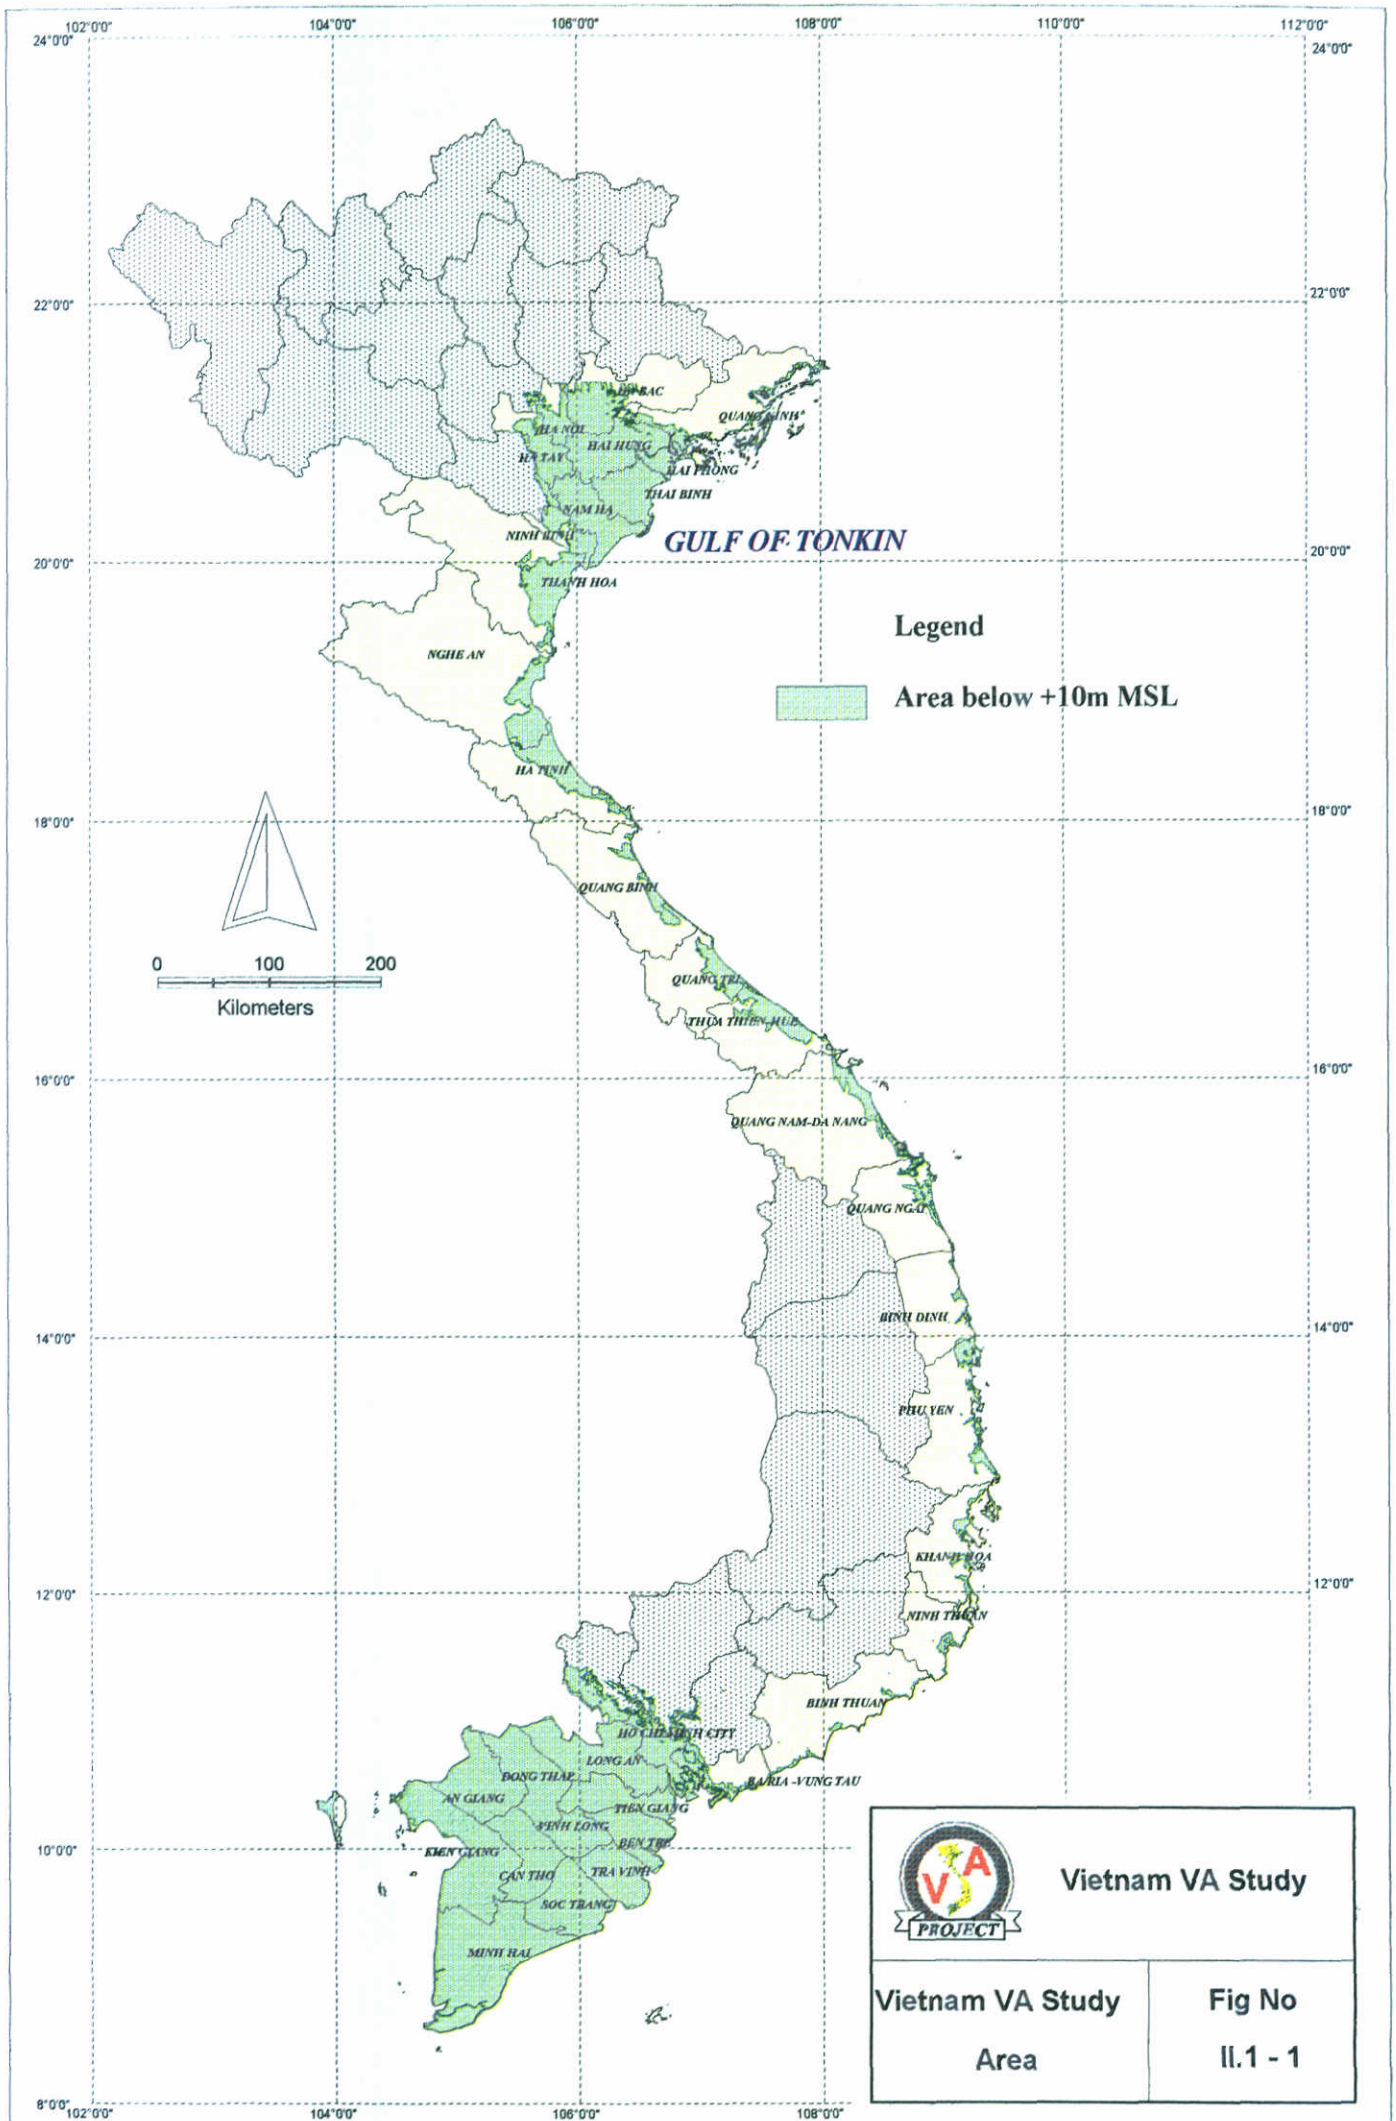 102°0'0" 104°0'0" 106°0'0" 108°0'0" 110°0'0" 112°0'0"
24°0'0" 24°0'0"
22°0'0" 22°0'0"
BAC
QUANG NINH
HA NOI
HAI HUNG
HA TAY
HAI PHONG
THAI BINH
NAM HA
NINH BINH
GULF OF TONKIN
20°0'0" 20°0'0"
THANH HOA
Legend
NGHE AN
Area below +10m MSL
HA TINH
18°0'0" 18°0'0"
QUANG BINH
0 100 200
Kilometers
QUANG TRI
THUA THIEN-HUE
16°0'0" 16°0'0"
QUANG NAM-DA NANG
QUANG NGAI
BINH DINH
14°0'0" 14°0'0"
PHU YEN
KHANH HOA
12°0'0" 12°0'0"
NINH THUAN
BINH THUAN
HO CHI MINH CITY
LONG AN
DONG THAP
BA RIA -VUNG TAU
AN GIANG
TIEN GIANG
VINH LONG
BEN TRE
10°0'0"
KIEN GIANG
CAN THO
TRA VINH
SOC TRANG
MINH HAI
V A
PROJECT
Vietnam VA Study
Vietnam VA Study
Area
Fig No
II.1 - 1
8°0'0"
102°0'0" 104°0'0" 106°0'0" 108°0'0"